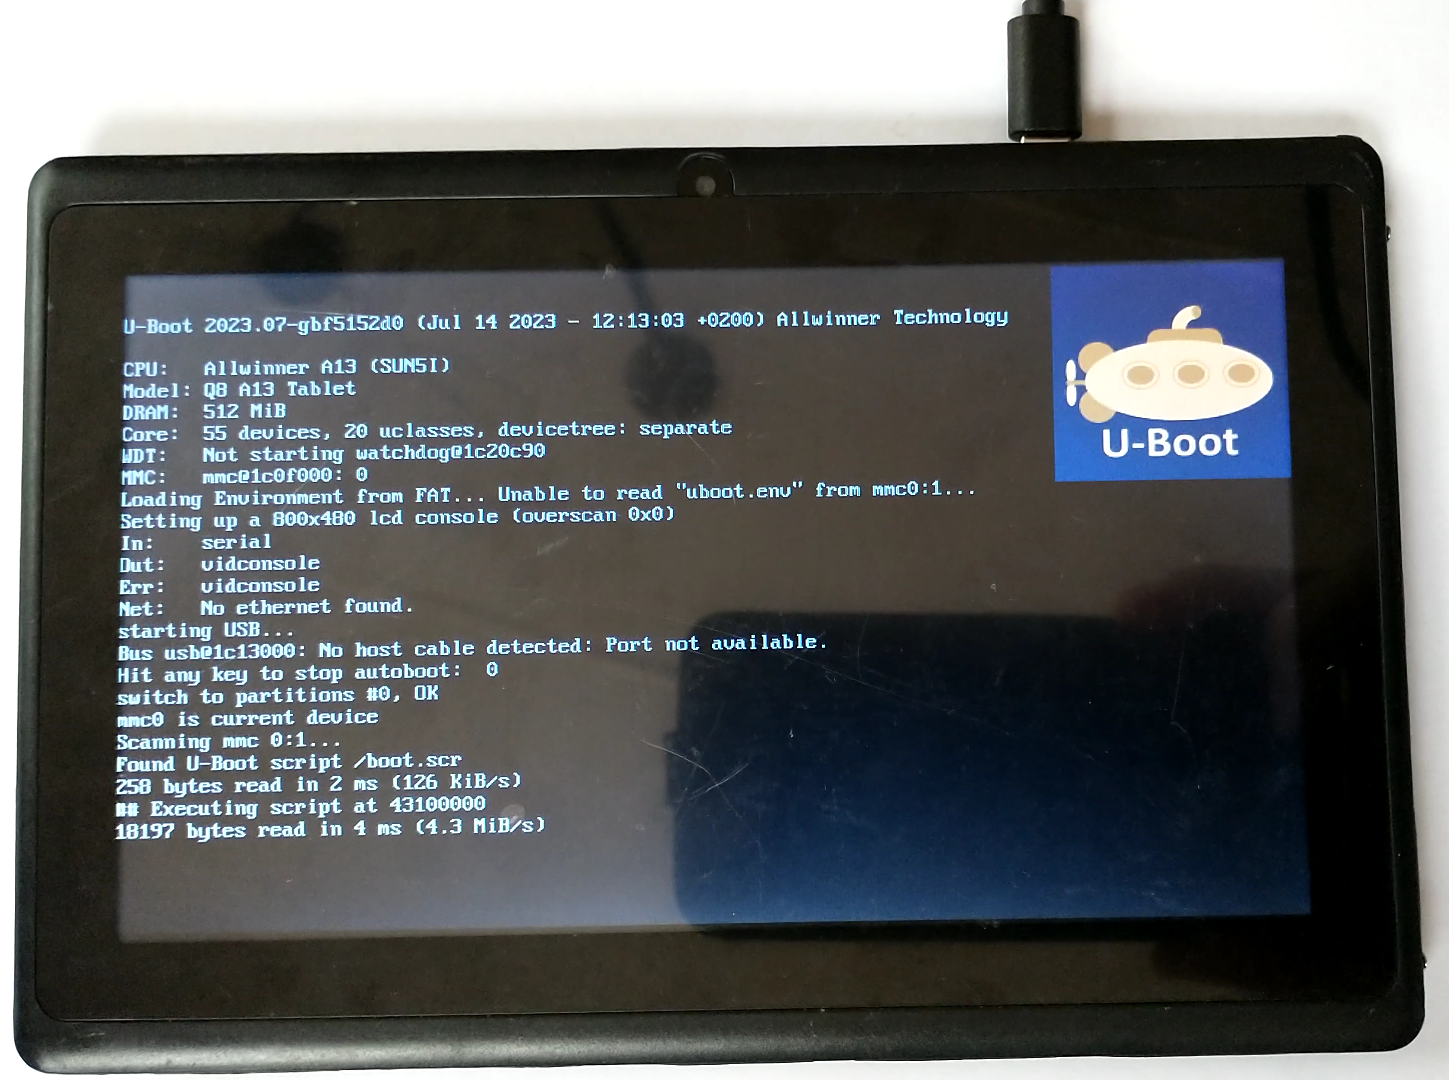 U-Boot 2023.07-gbf5152d0 (Jul 14 2023 - 12:13:03 +0200) Allwinner Technology
CPU: Allwinner A13 (SUN5I)
Model: Q8 A13 Tablet
DRAM: 512 MiB
Core: 55 devices, 20 uclasses, devicetree: separate
WDT: Not starting watchdog@1c20c90
MMC: mmc@1c0f000: 0
Loading Environment from FAT... Unable to read "uboot.env" from mmc0:1...
Setting up a 800x480 lcd console (overscan 0x0)
In: serial
Out: vidconsole
Err: vidconsole
Net: No ethernet found.
starting USB...
Bus usb@1c13000: No host cable detected: Port not available.
Hit any key to stop autoboot: 0
switch to partitions #0, OK
mmc0 is current device
Scanning mmc 0:1...
Found U-Boot script /boot.scr
258 bytes read in 2 ms (126 KiB/s)
## Executing script at 43100000
18197 bytes read in 4 ms (4.3 MiB/s)
U-Boot